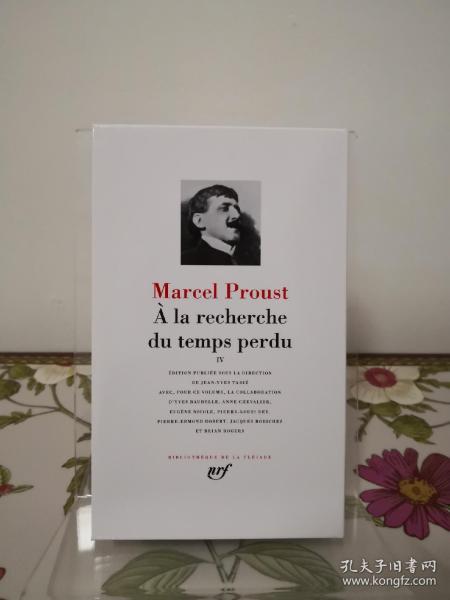 Marcel Proust
À la recherche
du temps perdu
IV
ÉDITION PUBLIÉE SOUS LA DIRECTION
DE JEAN-YVES TADIÉ
AVEC, POUR CE VOLUME, LA COLLABORATION
D'YVES BAUDELLE, ANNE CHEVALIER,
EUGÈNE NICOLE, PIERRE-LOUIS REY,
PIERRE-EDMOND ROBERT, JACQUES ROBICHEZ
ET BRIAN ROGERS
BIBLIOTHÈQUE DE LA PLÉIADE
nrf
孔夫子旧书网
www.kongfz.com